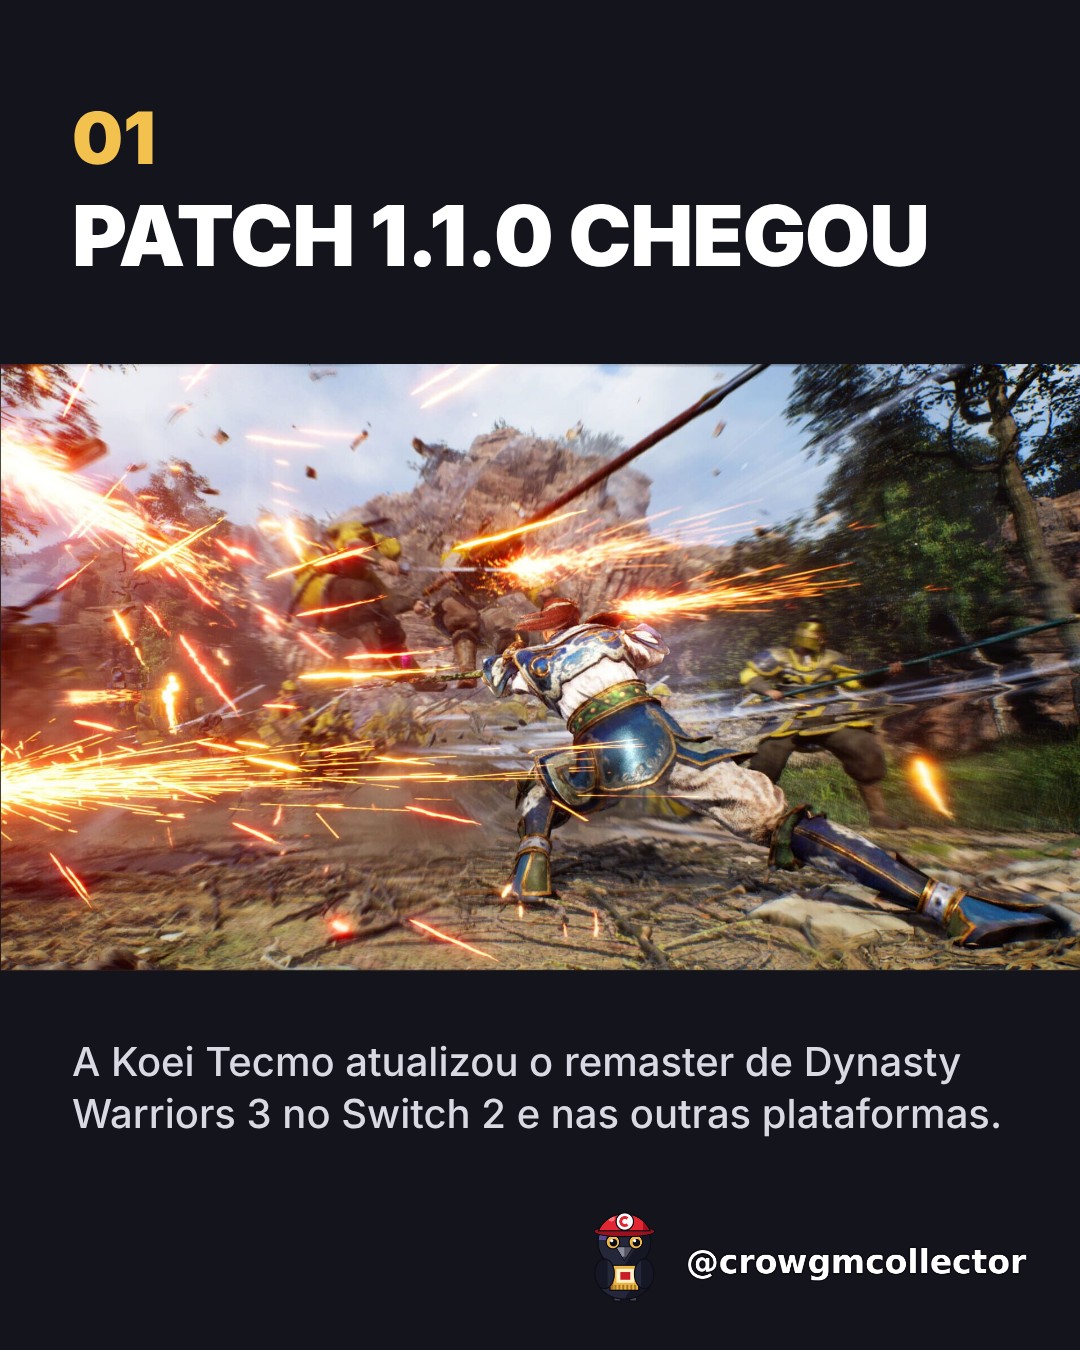 01
PATCH 1.1.0 CHEGOU
A Koei Tecmo atualizou o remaster de Dynasty
Warriors 3 no Switch 2 e nas outras plataformas.
C
@crowgmcollector